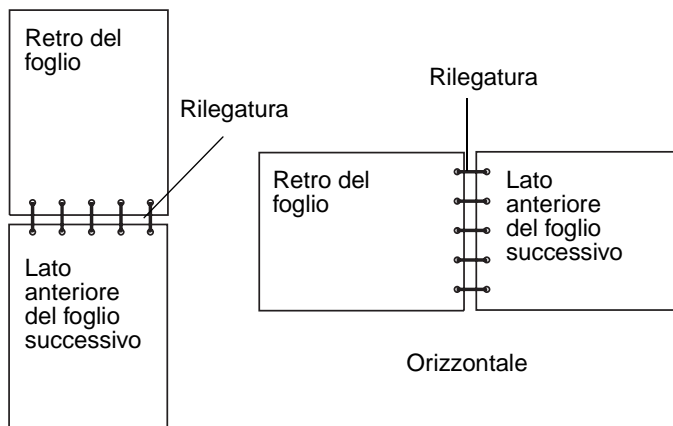 Retro del
foglio
Rilegatura
Lato
anteriore
del foglio
successivo
Rilegatura
Retro del
foglio
Lato
anteriore
del foglio
successivo
Orizzontale